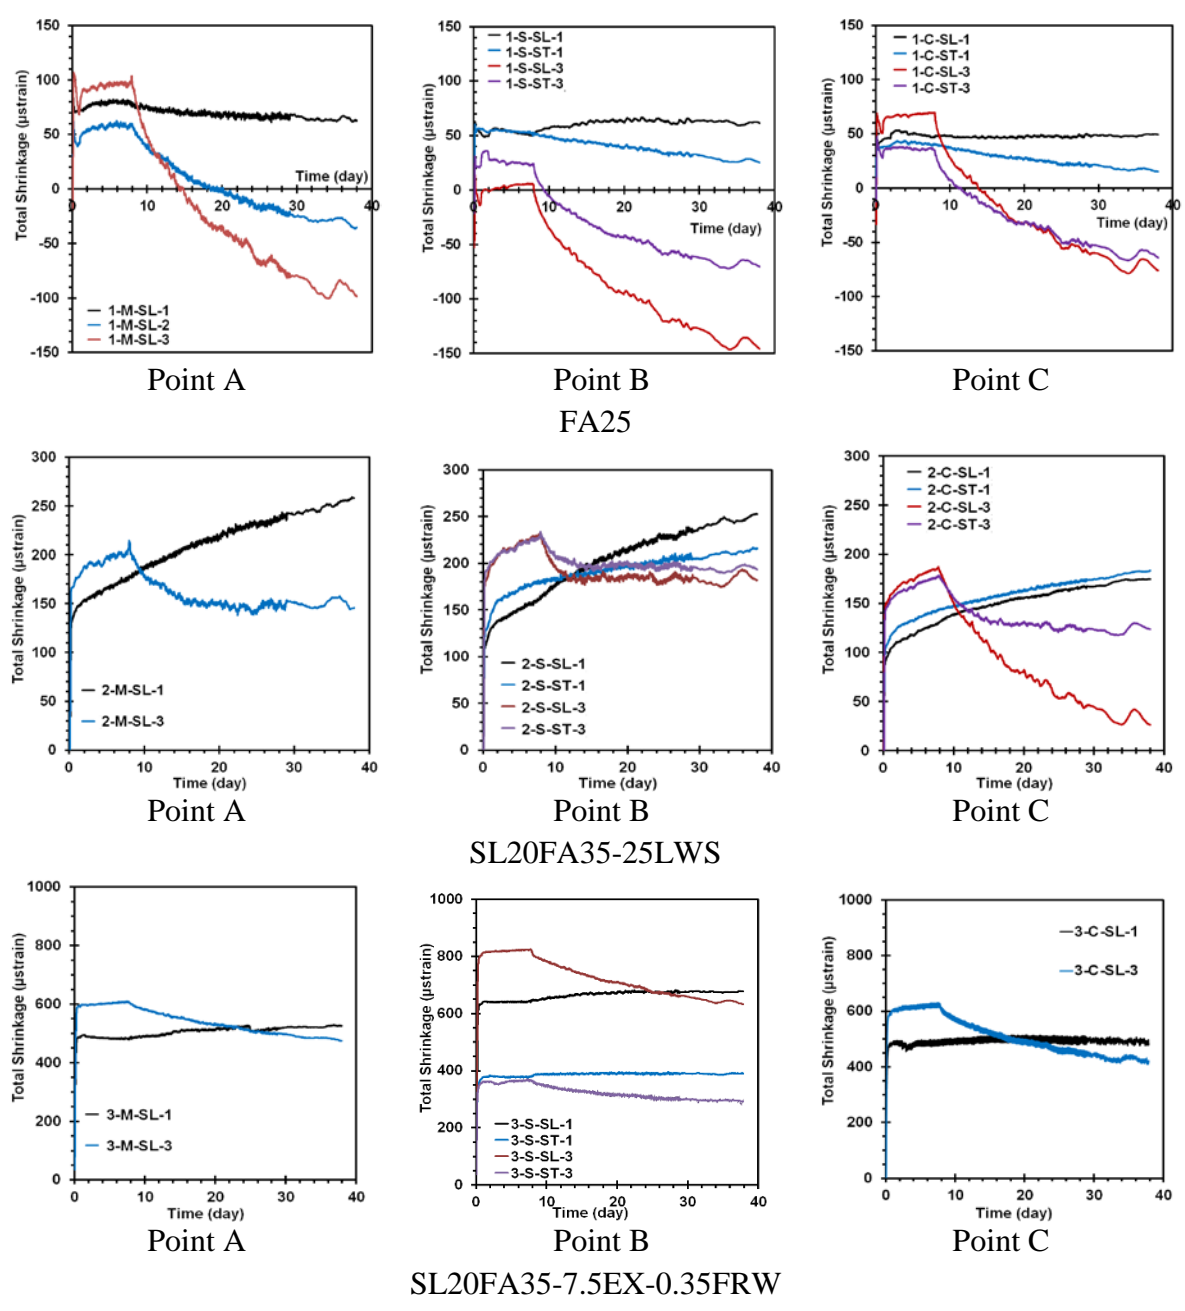 Total Shrinkage (µstrain)
150
100
50
0
-50
-100
-150
0
10
20
30
40
Time (day)
1-M-SL-1
1-M-SL-2
1-M-SL-3
Point A
Total Shrinkage (µstrain)
150
100
50
0
-50
-100
-150
1-S-SL-1
1-S-ST-1
1-S-SL-3
1-S-ST-3
0
10
20
30
40
Time (day)
Point B
Total Shrinkage (µstrain)
150
100
50
0
-50
-100
-150
1-C-SL-1
1-C-ST-1
1-C-SL-3
1-C-ST-3
0
10
20
30
40
Time (day)
Point C
FA25
Total Shrinkage (µstrain)
300
250
200
150
100
50
0
2-M-SL-1
2-M-SL-3
0
10
20
30
40
Time (day)
Point A
Total Shrinkage (µstrain)
300
250
200
150
100
50
0
2-S-SL-1
2-S-ST-1
2-S-SL-3
2-S-ST-3
0
10
20
30
40
Time (day)
Point B
Total Shrinkage (µstrain)
300
250
200
150
100
50
0
2-C-SL-1
2-C-ST-1
2-C-SL-3
2-C-ST-3
0
10
20
30
40
Time (day)
Point C
SL20FA35-25LWS
Total Shrinkage (µstrain)
1000
800
600
400
200
0
3-M-SL-1
3-M-SL-3
0
10
20
30
40
Time (day)
Point A
Total Shrinkage (µstrain)
1000
800
600
400
200
0
3-S-SL-1
3-S-ST-1
3-S-SL-3
3-S-ST-3
0
10
20
30
40
Time (day)
Point B
Total Shrinkage (µstrain)
1000
800
600
400
200
0
3-C-SL-1
3-C-SL-3
0
10
20
30
40
Time (day)
Point C
SL20FA35-7.5EX-0.35FRW